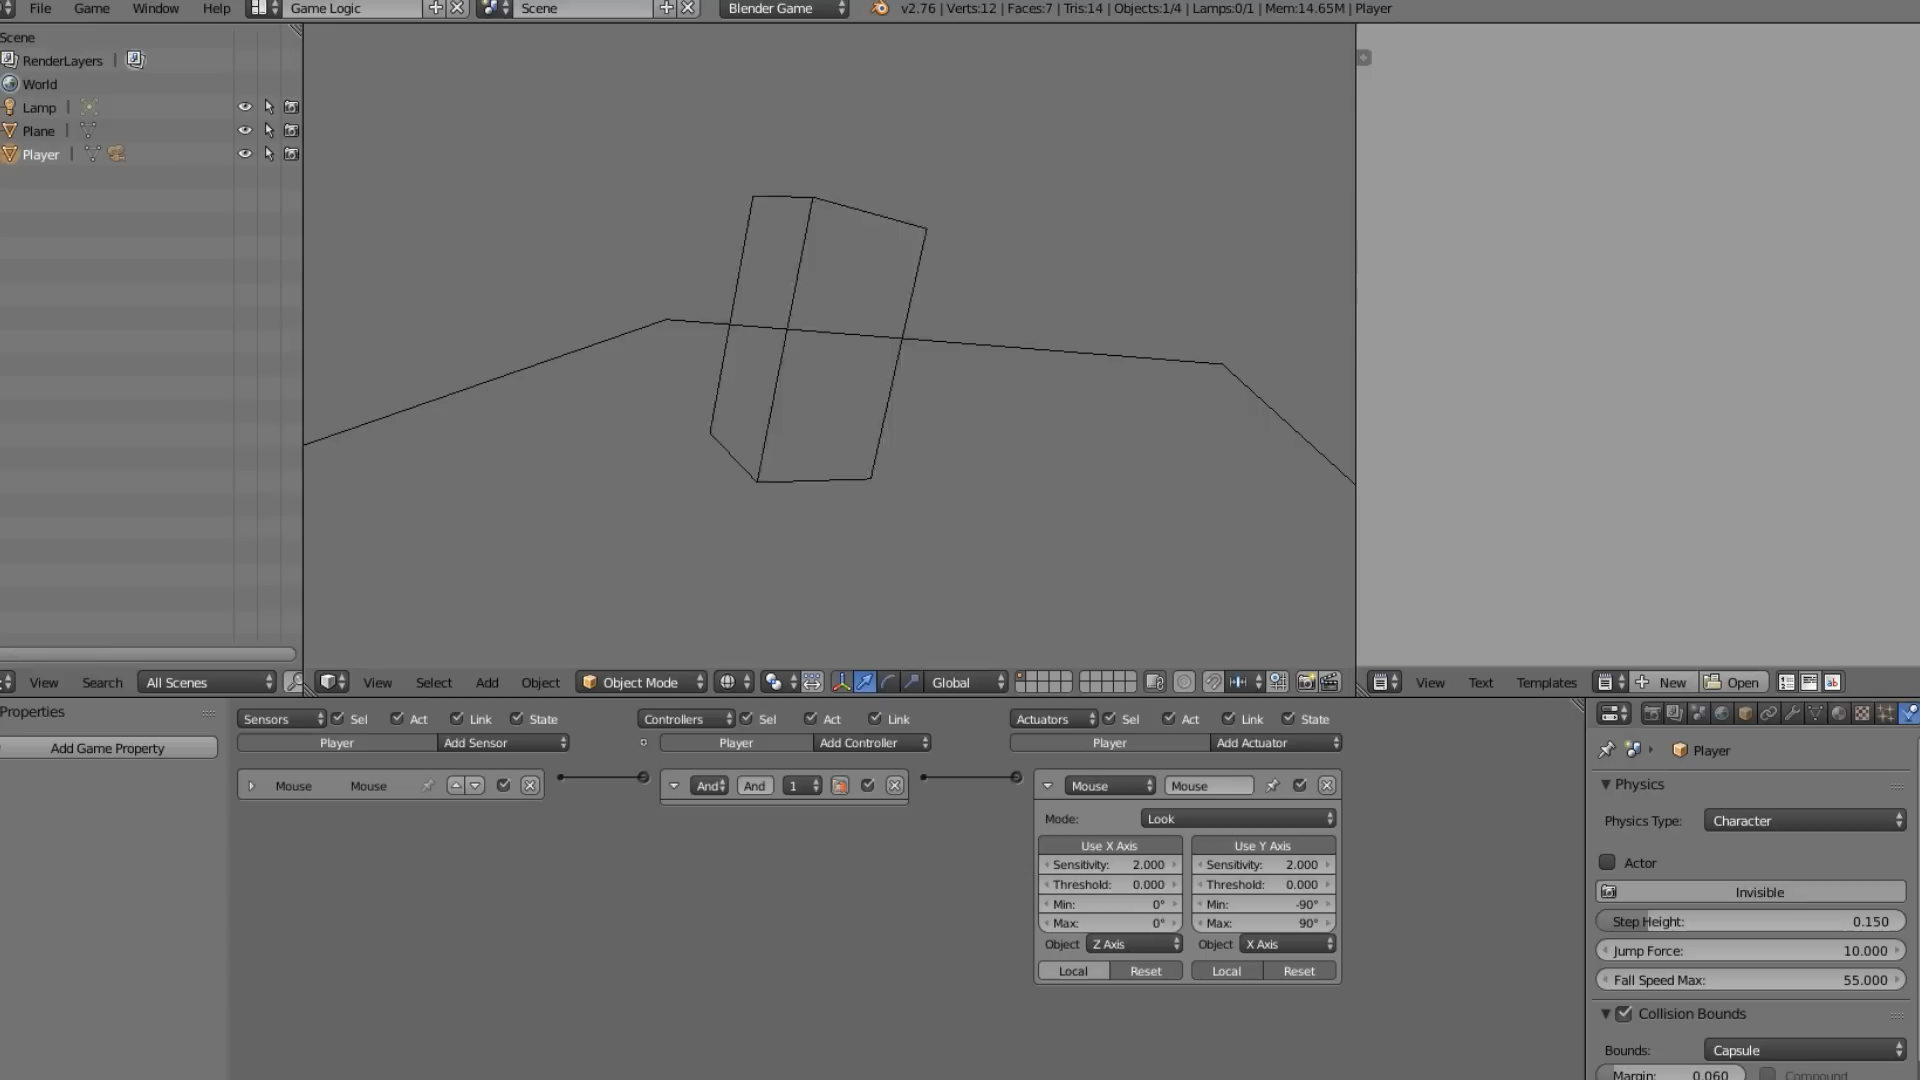 File Game Window Help Game Logic Scene Blender Game v2.76 | Verts:12 | Faces:7 | Tris:14 | Objects:1/4 | Lamps:0/1 | Mem:14.65M | Player
Scene
RenderLayers |
World
Lamp |
Plane |
Player |
View Search All Scenes
View Select Add Object Object Mode Global
View Text Templates New Open
Properties
Add Game Property
Sensors Sel Act Link State
Player Add Sensor
Mouse Mouse
Controllers Sel Act Link
Player Add Controller
And And 1
Actuators Sel Act Link State
Player Add Actuator
Mouse Mouse
Mode: Look
Use X Axis Use Y Axis
Sensitivity: 2.000 Sensitivity: 2.000
Threshold: 0.000 Threshold: 0.000
Min: 0° Min: -90°
Max: 0° Max: 90°
Object Z Axis Object X Axis
Local Reset Local Reset
Player
Physics
Physics Type: Character
Actor
Invisible
Step Height: 0.150
Jump Force: 10.000
Fall Speed Max: 55.000
Collision Bounds
Bounds: Capsule
Margin: 0.060 Compound